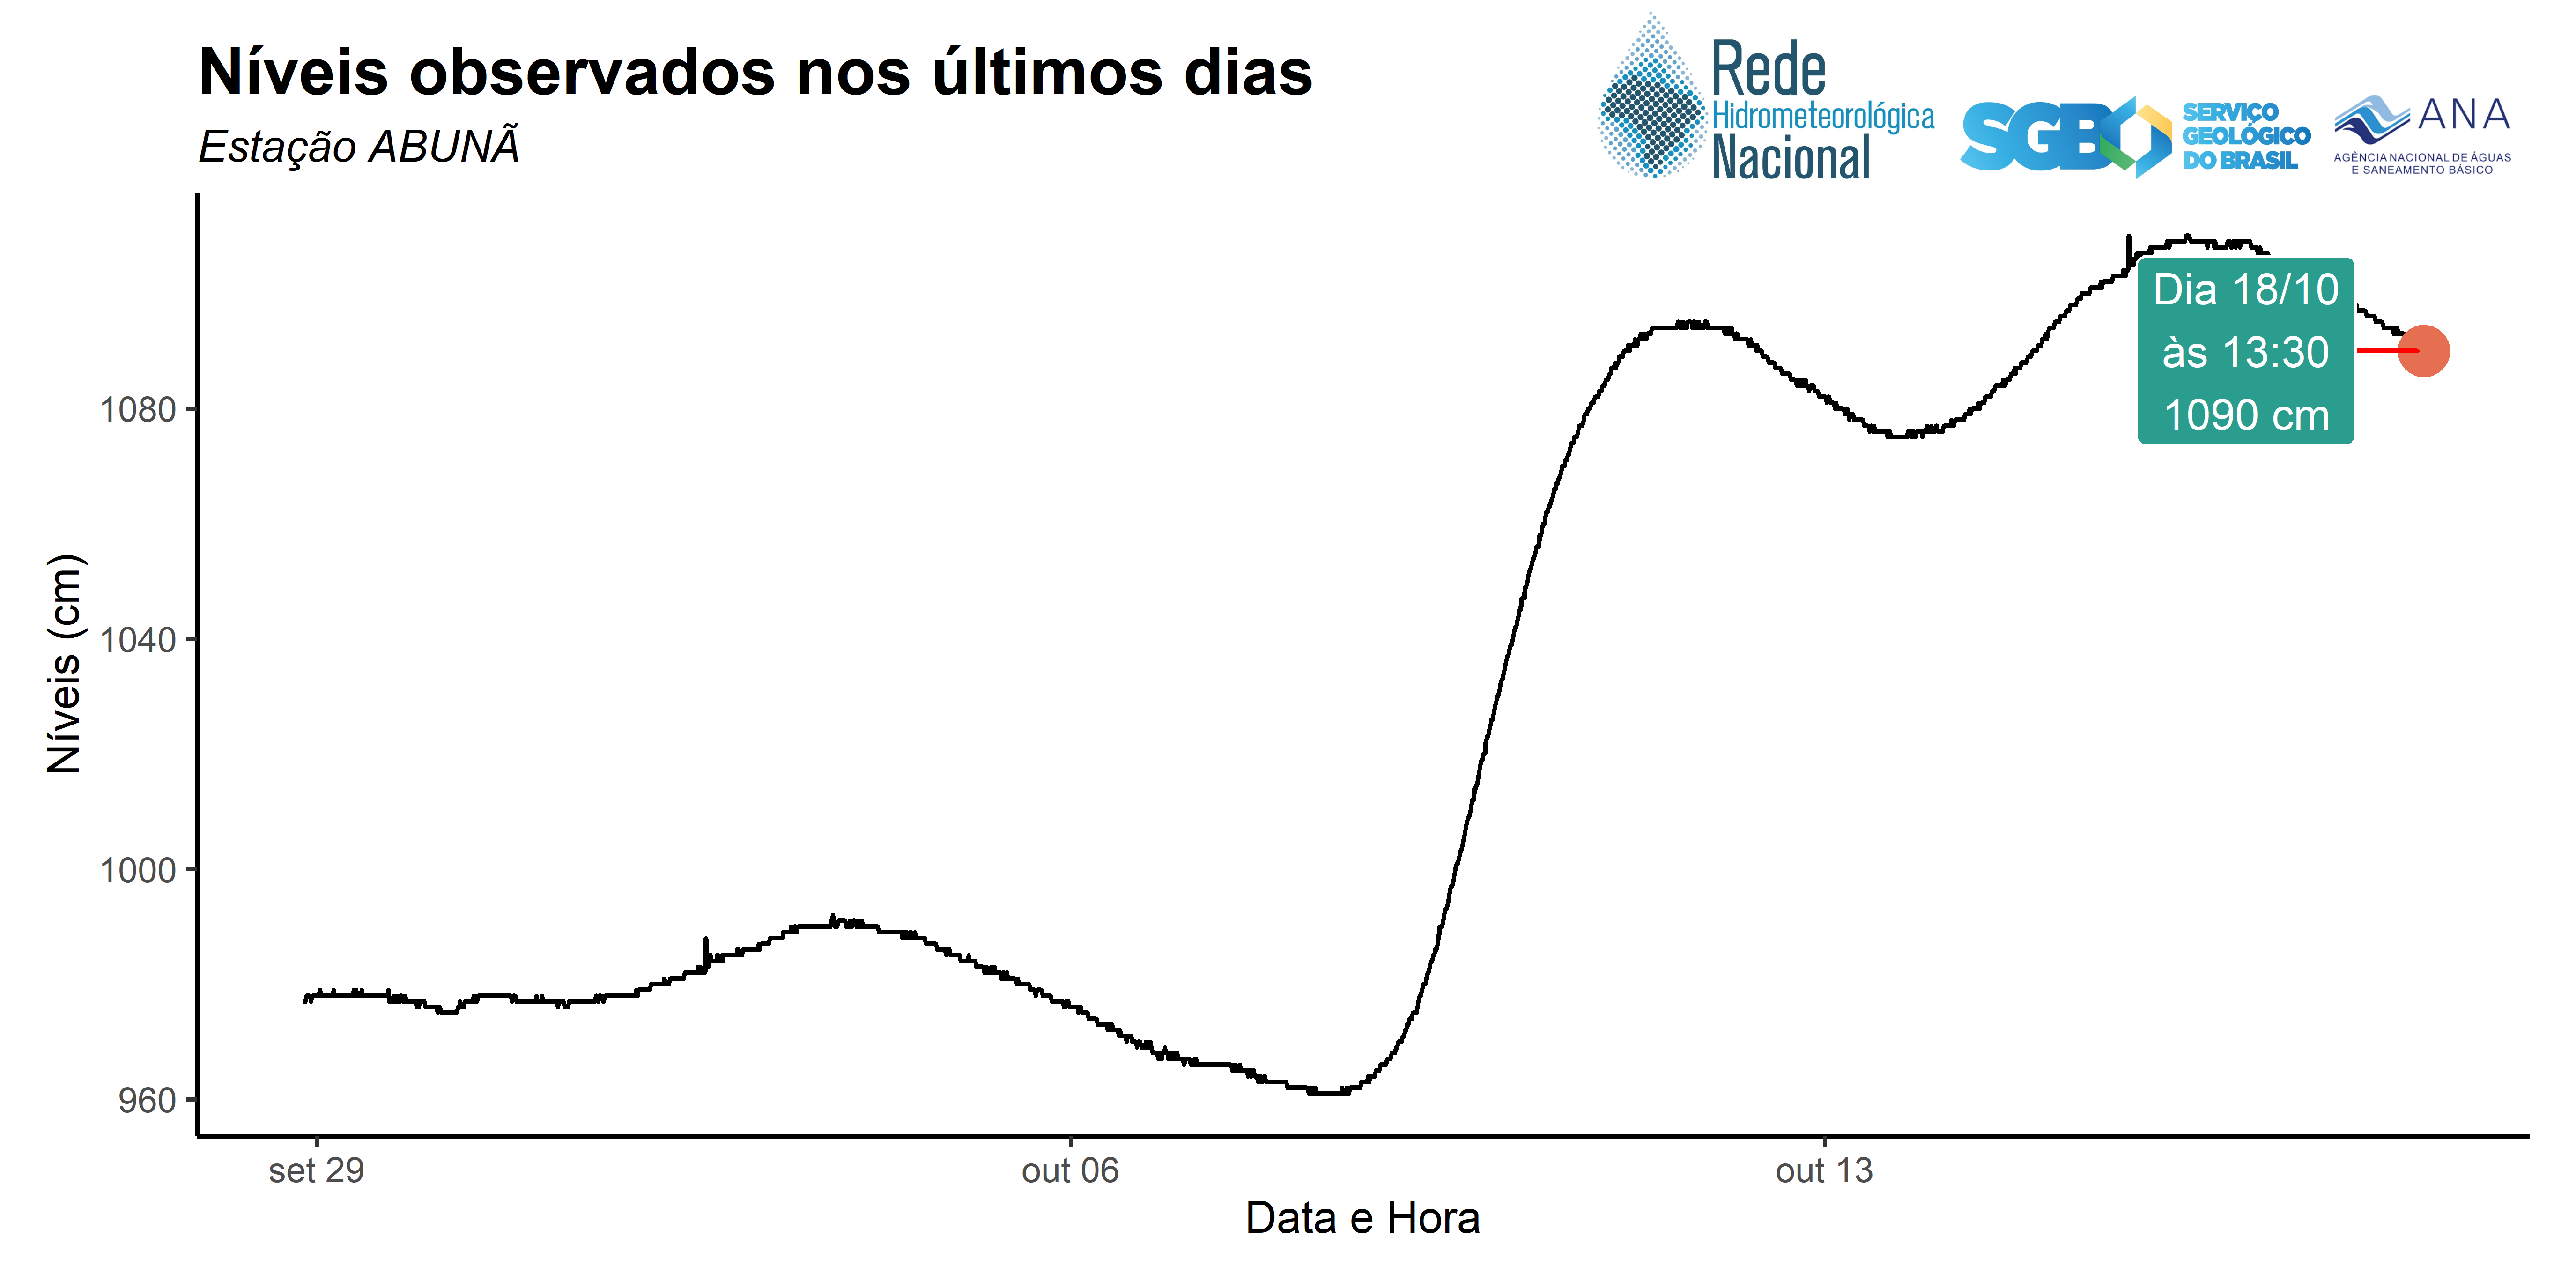 Níveis observados nos últimos dias
Estação ABUNÃ
Rede
Hidrometeorológica
Nacional
SGB
SERVIÇO
GEOLÓGICO
DO BRASIL
ANA
AGÊNCIA NACIONAL DE ÁGUAS
E SANEAMENTO BÁSICO
Dia 18/10
às 13:30
1090 cm
Níveis (cm)
1080
1040
1000
960
set 29
out 06
out 13
Data e Hora